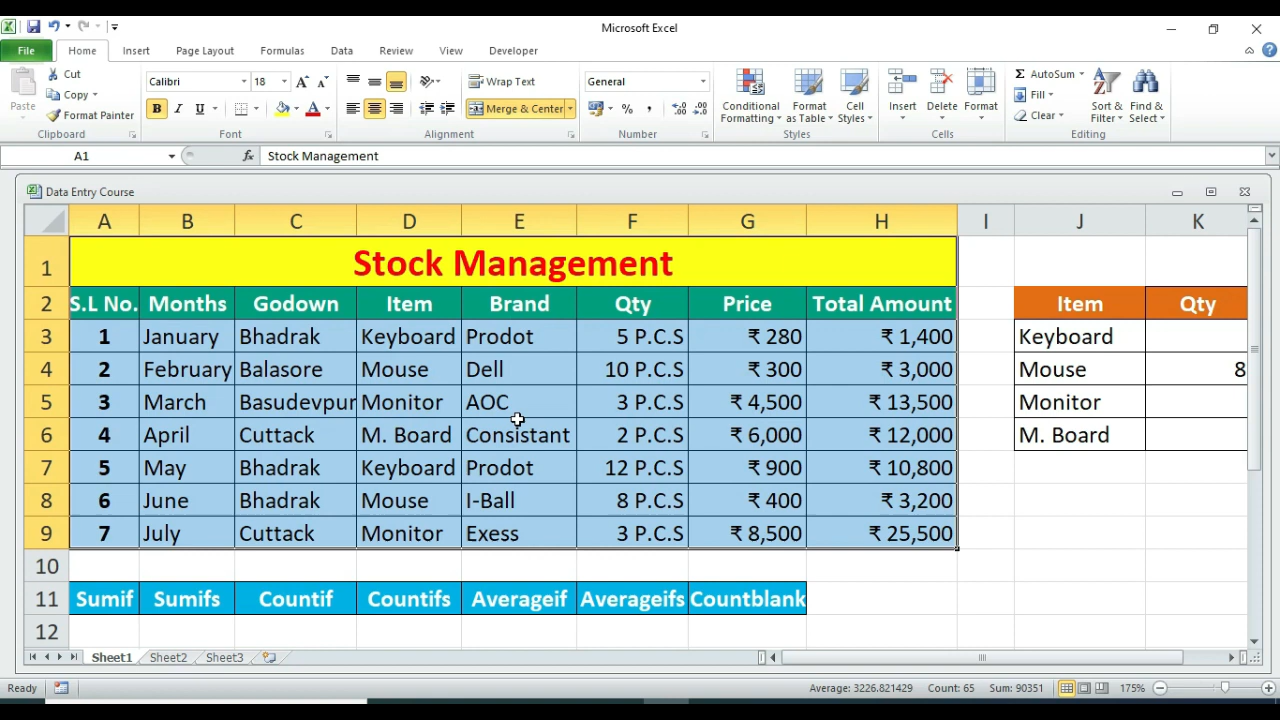 Microsoft Excel
File Home Insert Page Layout Formulas Data Review View Developer
Cut Calibri 18 Wrap Text General AutoSum
Paste Copy Fill
Format Painter B I U Merge & Center % , Conditional Formatting Format as Table Cell Styles Insert Delete Format Clear Sort & Filter Find & Select
Clipboard Font Alignment Number Styles Cells Editing
A1 fx Stock Management
Data Entry Course
A B C D E F G H I J K
1 Stock Management
2 S.L No. Months Godown Item Brand Qty Price Total Amount Item Qty
3 1 January Bhadrak Keyboard Prodot 5 P.C.S ₹ 280 ₹ 1,400 Keyboard
4 2 February Balasore Mouse Dell 10 P.C.S ₹ 300 ₹ 3,000 Mouse 8
5 3 March Basudevpur Monitor AOC 3 P.C.S ₹ 4,500 ₹ 13,500 Monitor
6 4 April Cuttack M. Board Consistant 2 P.C.S ₹ 6,000 ₹ 12,000 M. Board
7 5 May Bhadrak Keyboard Prodot 12 P.C.S ₹ 900 ₹ 10,800
8 6 June Bhadrak Mouse I-Ball 8 P.C.S ₹ 400 ₹ 3,200
9 7 July Cuttack Monitor Exess 3 P.C.S ₹ 8,500 ₹ 25,500
10
11 Sumif Sumifs Countif Countifs Averageif Averageifs Countblank
12
Sheet1 Sheet2 Sheet3
Ready Average: 3226.821429 Count: 65 Sum: 90351 175%